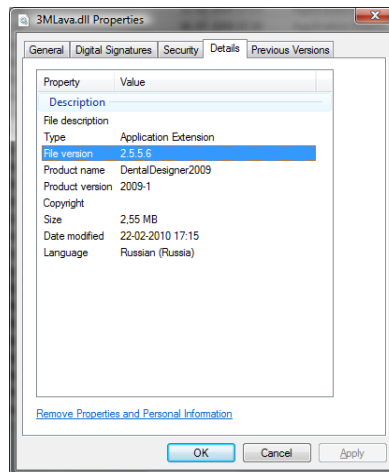 3MLava.dll Properties
General Digital Signatures Security Details Previous Versions
Property Value
Description
File description
Type Application Extension
File version 2.5.5.6
Product name DentalDesigner2009
Product version 2009-1
Copyright
Size 2,55 MB
Date modified 22-02-2010 17:15
Language Russian (Russia)
Remove Properties and Personal Information
OK Cancel Apply